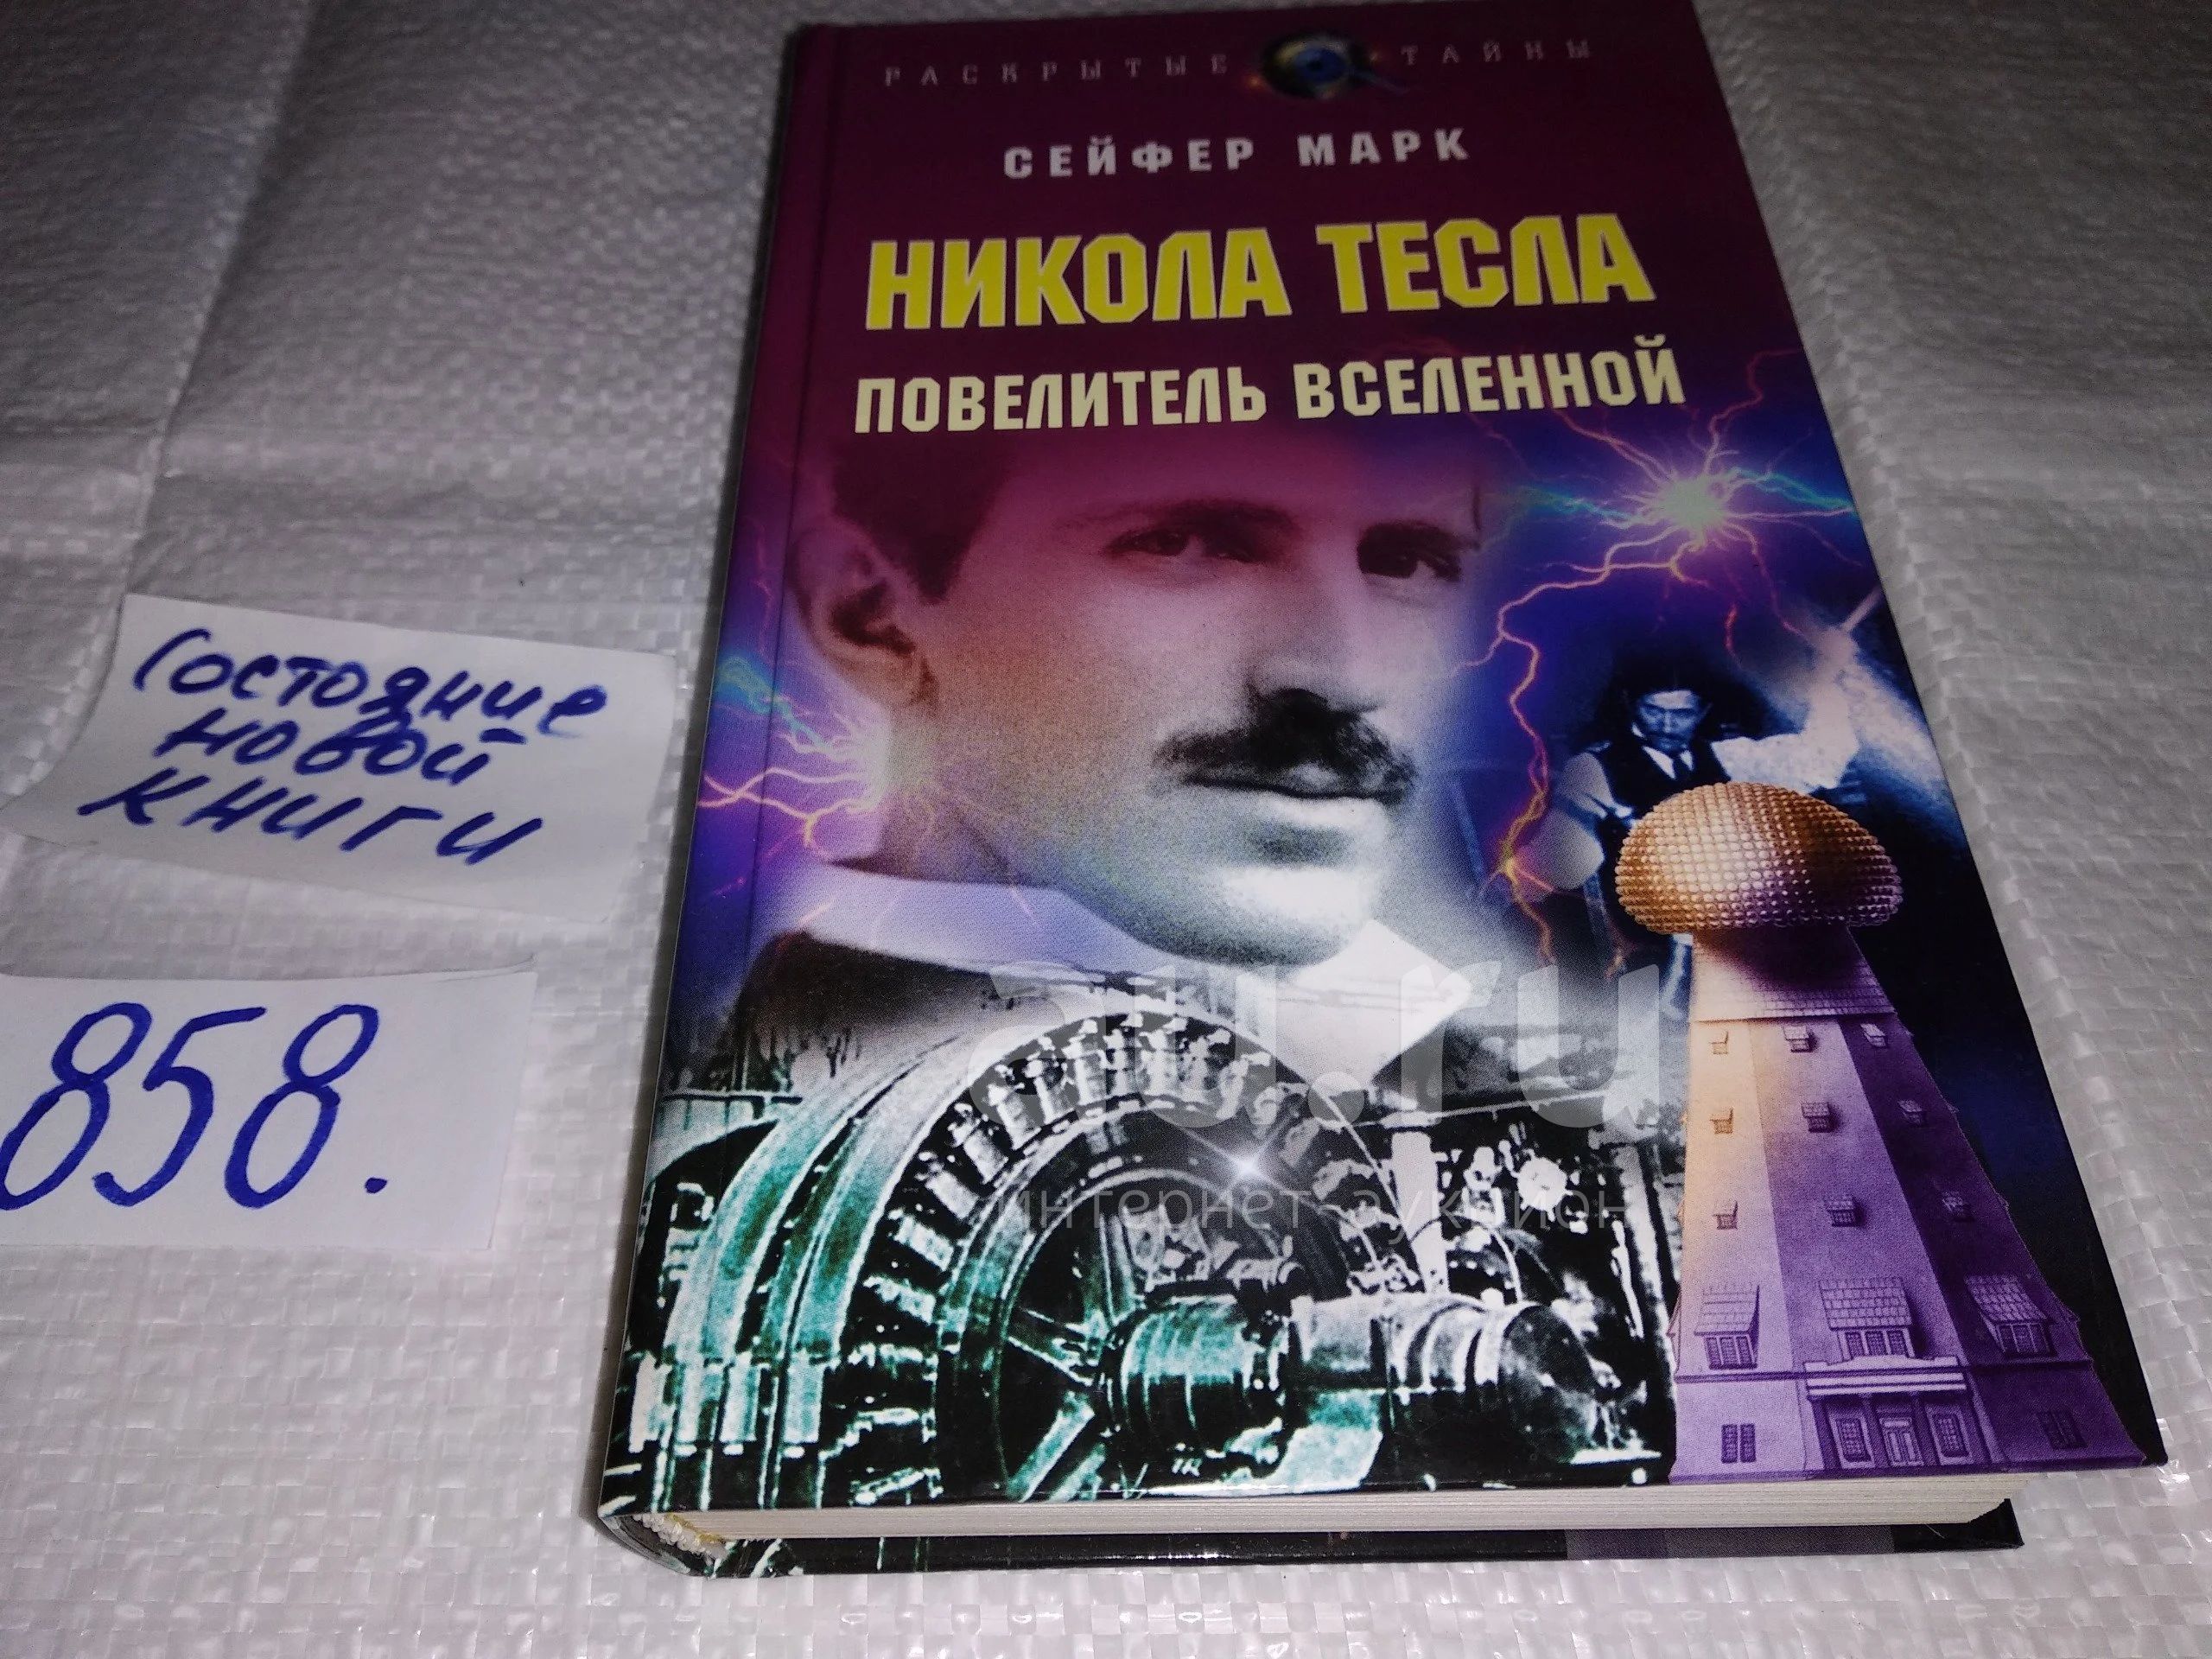 РАСКРЫТЫЕ ТАЙНЫ
СЕЙФЕР МАРК
НИКОЛА ТЕСЛА
ПОВЕЛИТЕЛЬ ВСЕЛЕННОЙ
Состояние
новой
книги
858.
au.ru
интернет-аукцион